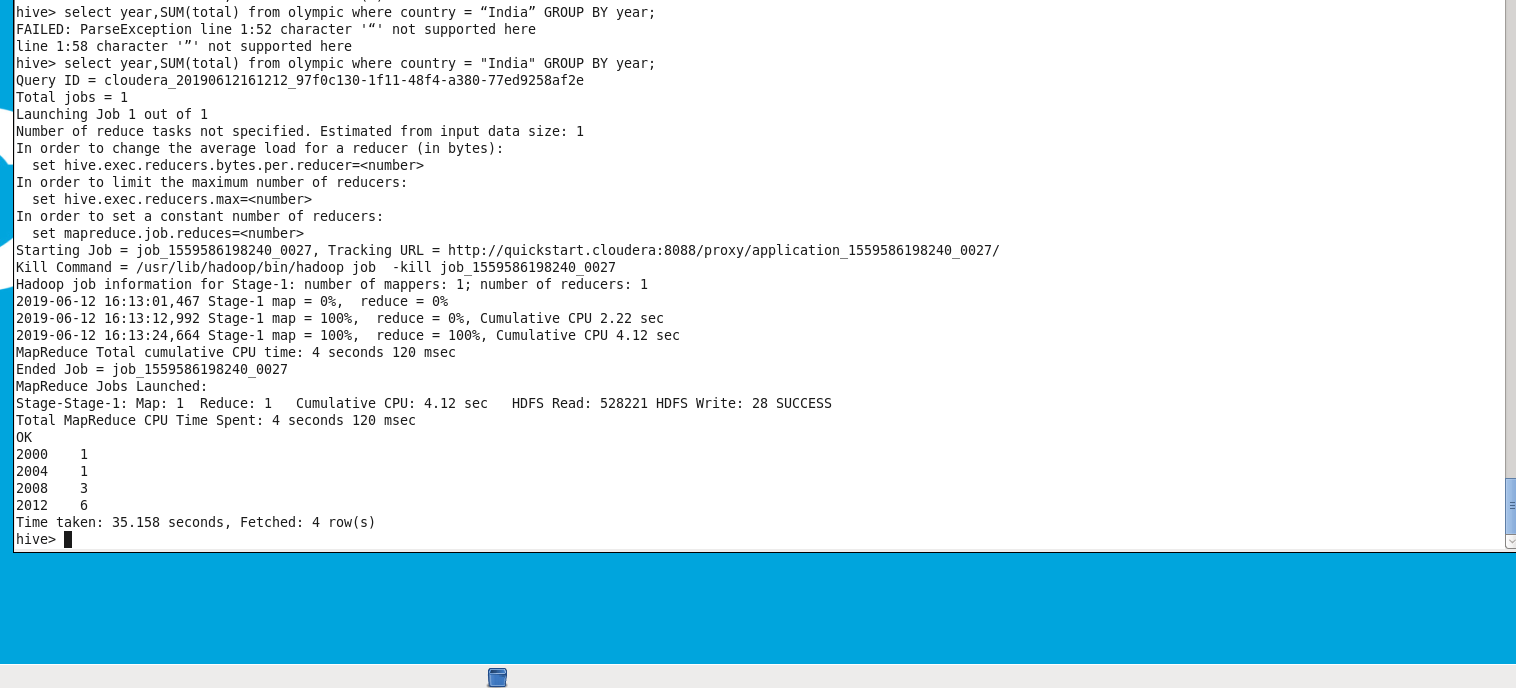 hive> select year,SUM(total) from olympic where country = “India” GROUP BY year;
FAILED: ParseException line 1:52 character '“' not supported here
line 1:58 character '”' not supported here
hive> select year,SUM(total) from olympic where country = "India" GROUP BY year;
Query ID = cloudera_20190612161212_97f0c130-1f11-48f4-a380-77ed9258af2e
Total jobs = 1
Launching Job 1 out of 1
Number of reduce tasks not specified. Estimated from input data size: 1
In order to change the average load for a reducer (in bytes):
  set hive.exec.reducers.bytes.per.reducer=<number>
In order to limit the maximum number of reducers:
  set hive.exec.reducers.max=<number>
In order to set a constant number of reducers:
  set mapreduce.job.reduces=<number>
Starting Job = job_1559586198240_0027, Tracking URL = http://quickstart.cloudera:8088/proxy/application_1559586198240_0027/
Kill Command = /usr/lib/hadoop/bin/hadoop job  -kill job_1559586198240_0027
Hadoop job information for Stage-1: number of mappers: 1; number of reducers: 1
2019-06-12 16:13:01,467 Stage-1 map = 0%,  reduce = 0%
2019-06-12 16:13:12,992 Stage-1 map = 100%,  reduce = 0%, Cumulative CPU 2.22 sec
2019-06-12 16:13:24,664 Stage-1 map = 100%,  reduce = 100%, Cumulative CPU 4.12 sec
MapReduce Total cumulative CPU time: 4 seconds 120 msec
Ended Job = job_1559586198240_0027
MapReduce Jobs Launched:
Stage-Stage-1: Map: 1  Reduce: 1   Cumulative CPU: 4.12 sec   HDFS Read: 528221 HDFS Write: 28 SUCCESS
Total MapReduce CPU Time Spent: 4 seconds 120 msec
OK
2000    1
2004    1
2008    3
2012    6
Time taken: 35.158 seconds, Fetched: 4 row(s)
hive>